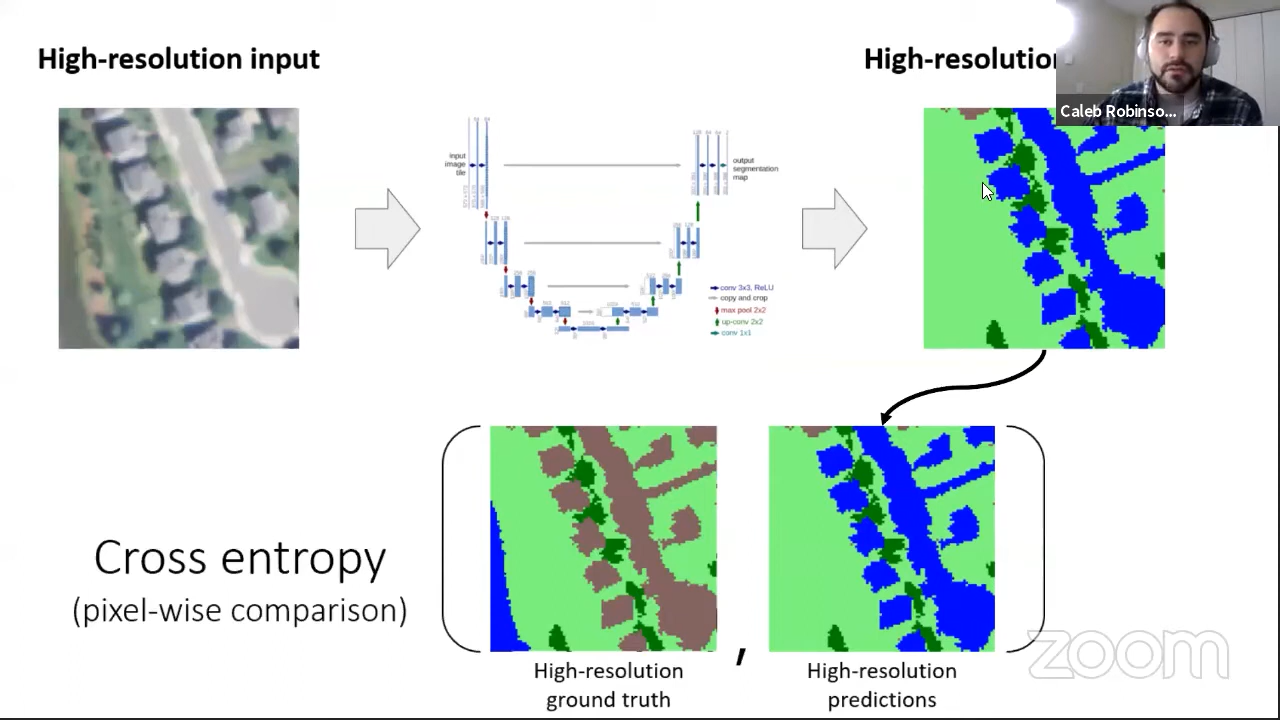 High-resolution input
High-resolution
Caleb Robinso...
input
image
tile
output
segmentation
map
conv 3x3, ReLU
copy and crop
max pool 2x2
up-conv 2x2
conv 1x1
Cross entropy
(pixel-wise comparison)
,
High-resolution
ground truth
High-resolution
predictions
zoom